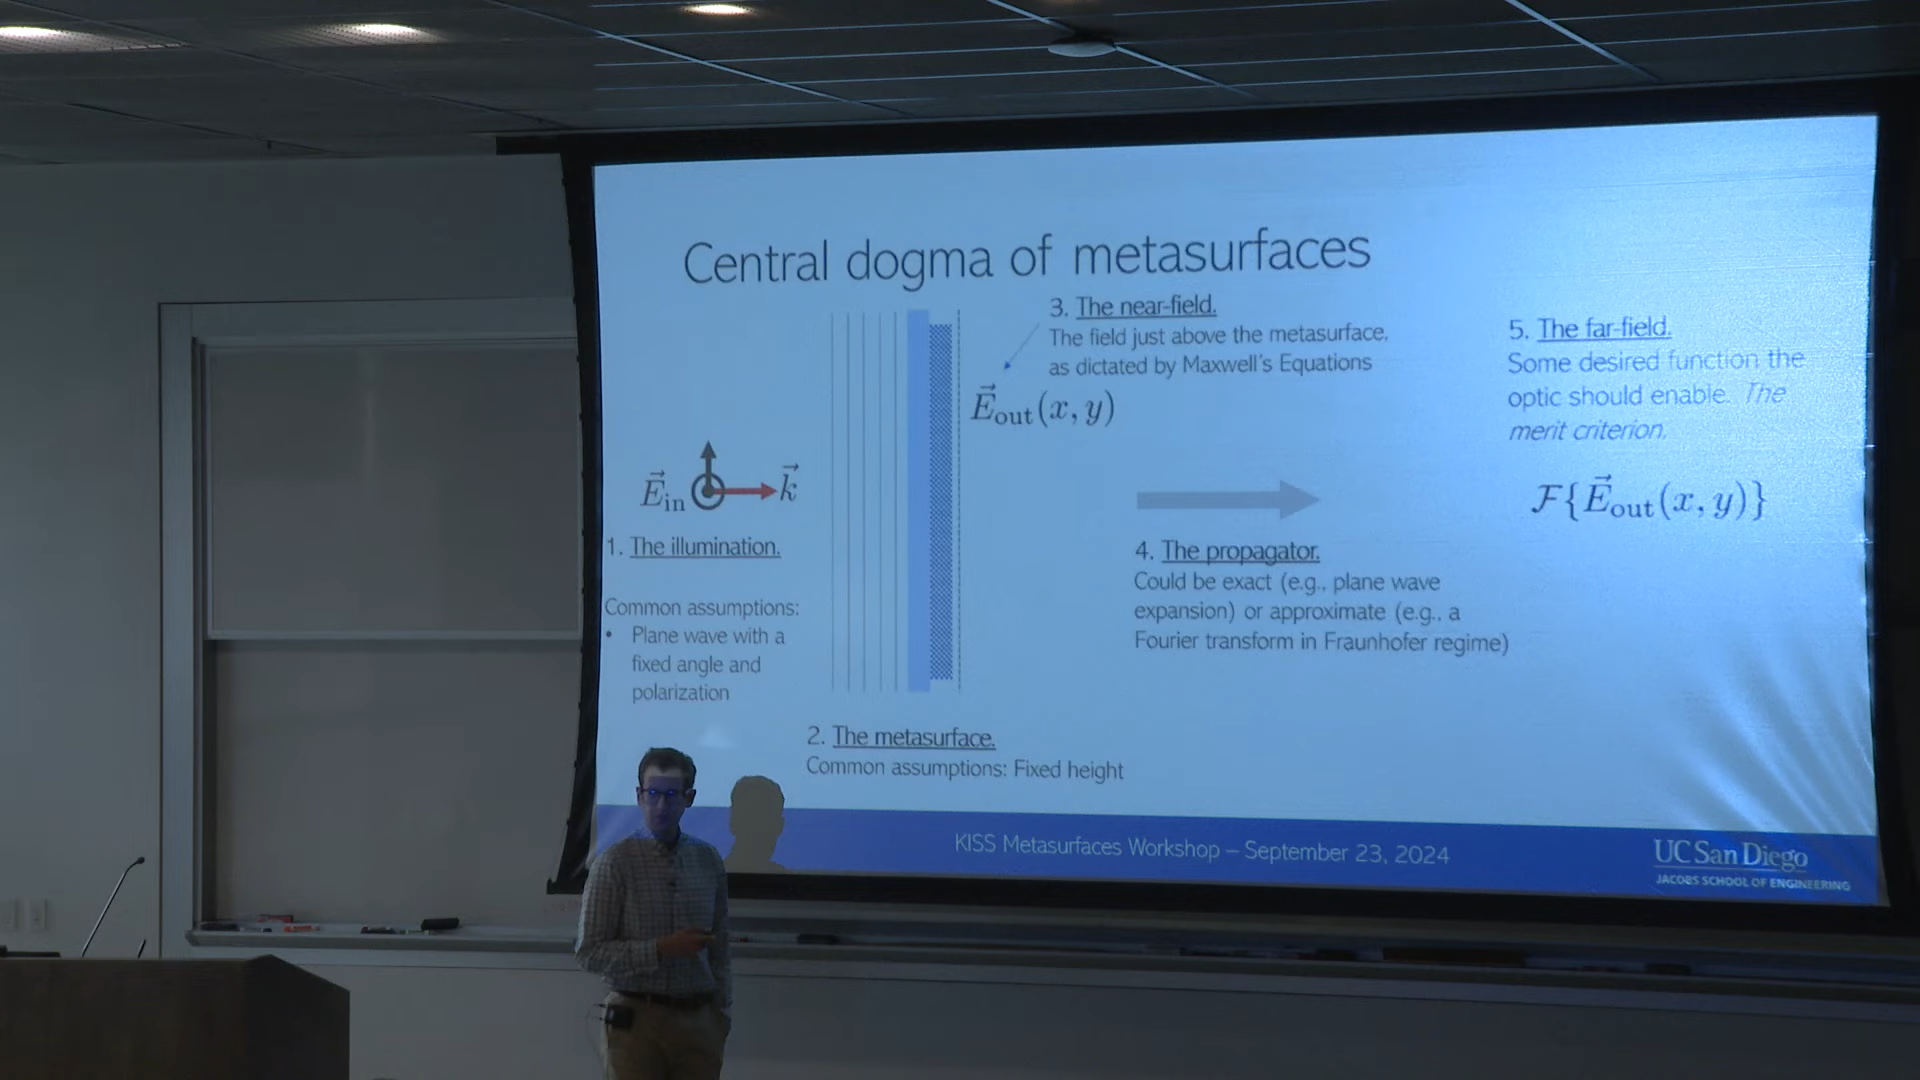 Central dogma of metasurfaces
3. The near-field.
The field just above the metasurface,
as dictated by Maxwell's Equations
5. The far-field.
Some desired function the
optic should enable. The
merit criterion.
E⃗out(x, y)
E⃗in
k⃗
F{E⃗out(x, y)}
1. The illumination.
Common assumptions:
• Plane wave with a
fixed angle and
polarization
4. The propagator.
Could be exact (e.g., plane wave
expansion) or approximate (e.g., a
Fourier transform in Fraunhofer regime)
2. The metasurface.
Common assumptions: Fixed height
KISS Metasurfaces Workshop – September 23, 2024
UC San Diego
JACOBS SCHOOL OF ENGINEERING